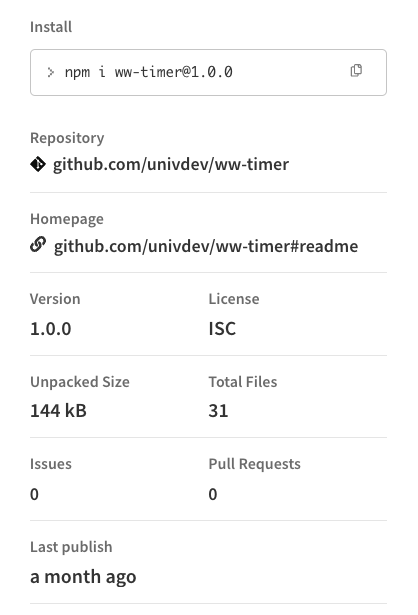 Install
> npm i ww-timer@1.0.0
Repository
github.com/univdev/ww-timer
Homepage
github.com/univdev/ww-timer#readme
Version
License
1.0.0
ISC
Unpacked Size
Total Files
144 kB
31
Issues
Pull Requests
0
0
Last publish
a month ago